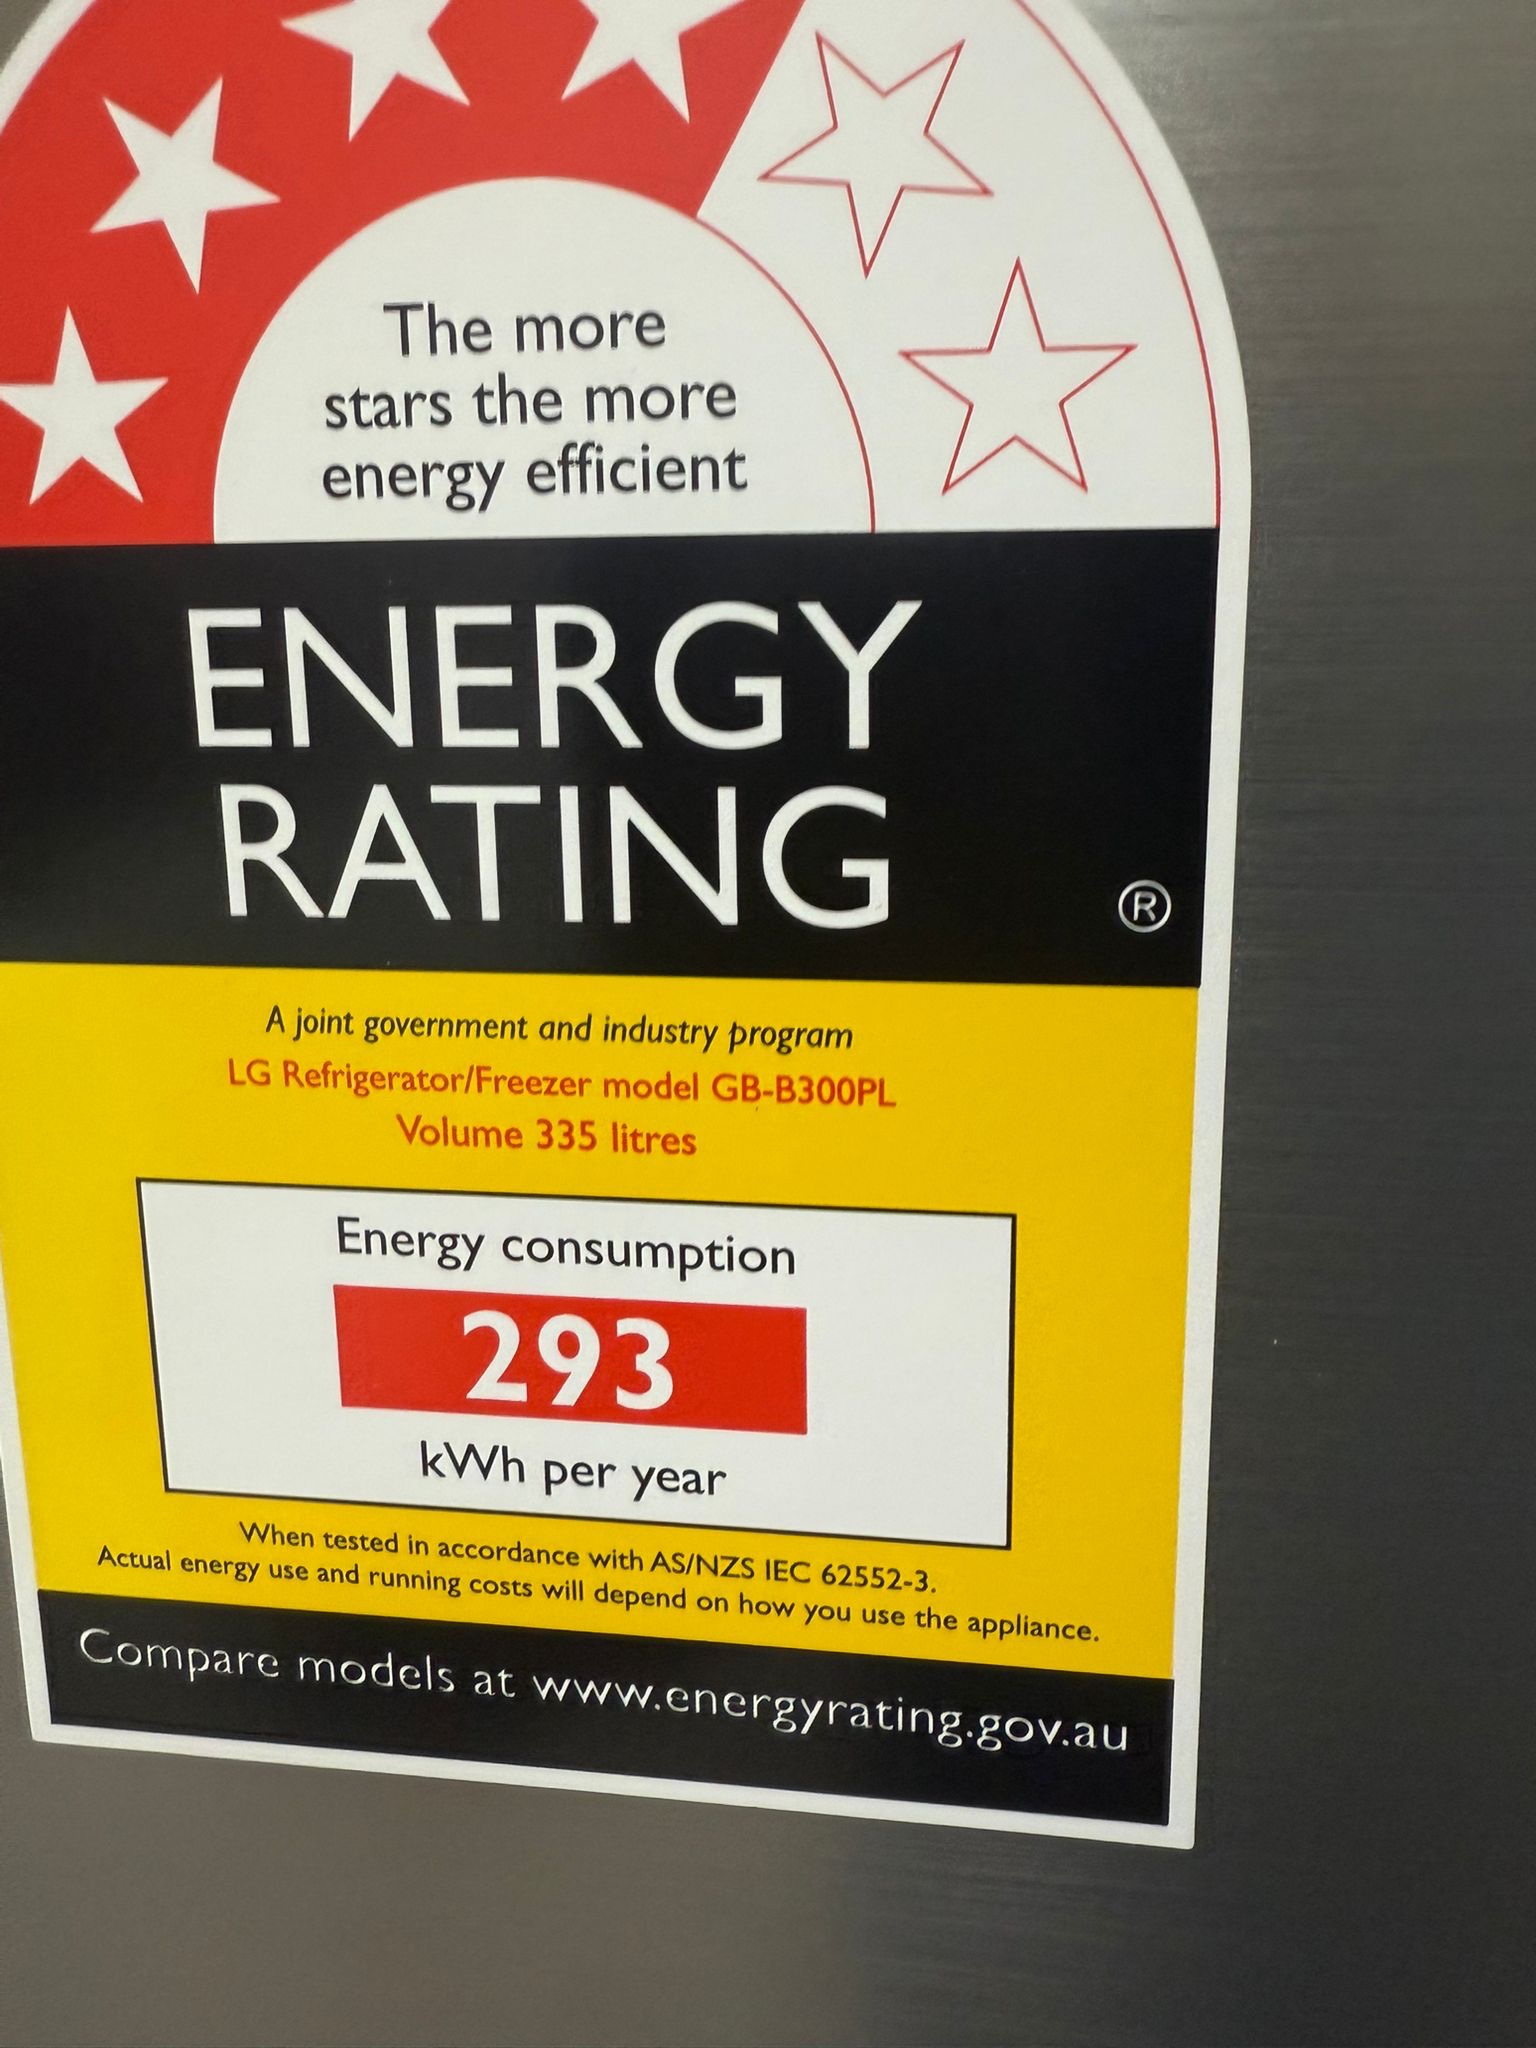 The more
stars the more
energy efficient
ENERGY
RATING
®
A joint government and industry program
LG Refrigerator/Freezer model GB-B300PL
Volume 335 litres
Energy consumption
293
kWh per year
When tested in accordance with AS/NZS IEC 62552-3.
Actual energy use and running costs will depend on how you use the appliance.
Compare models at www.energyrating.gov.au